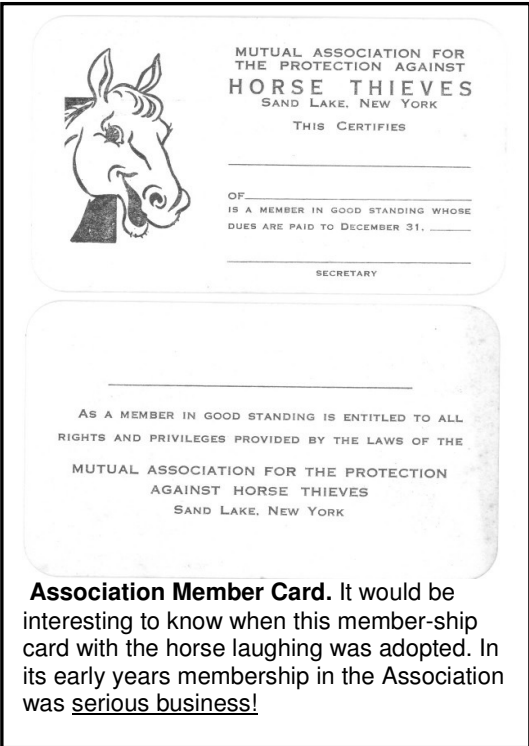 MUTUAL ASSOCIATION FOR
THE PROTECTION AGAINST
HORSE THIEVES
SAND LAKE, NEW YORK
THIS CERTIFIES
OF
IS A MEMBER IN GOOD STANDING WHOSE
DUES ARE PAID TO DECEMBER 31,
SECRETARY
AS A MEMBER IN GOOD STANDING IS ENTITLED TO ALL
RIGHTS AND PRIVILEGES PROVIDED BY THE LAWS OF THE
MUTUAL ASSOCIATION FOR THE PROTECTION
AGAINST HORSE THIEVES
SAND LAKE, NEW YORK
Association Member Card. It would be
interesting to know when this member-ship
card with the horse laughing was adopted. In
its early years membership in the Association
was serious business!